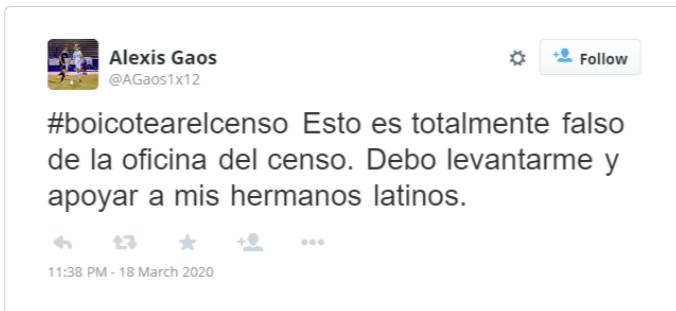 Alexis Gaos
@AGaos1x12
Follow
#boicotearelcenso Esto es totalmente falso
de la oficina del censo. Debo levantarme y
apoyar a mis hermanos latinos.
11:38 PM - 18 March 2020